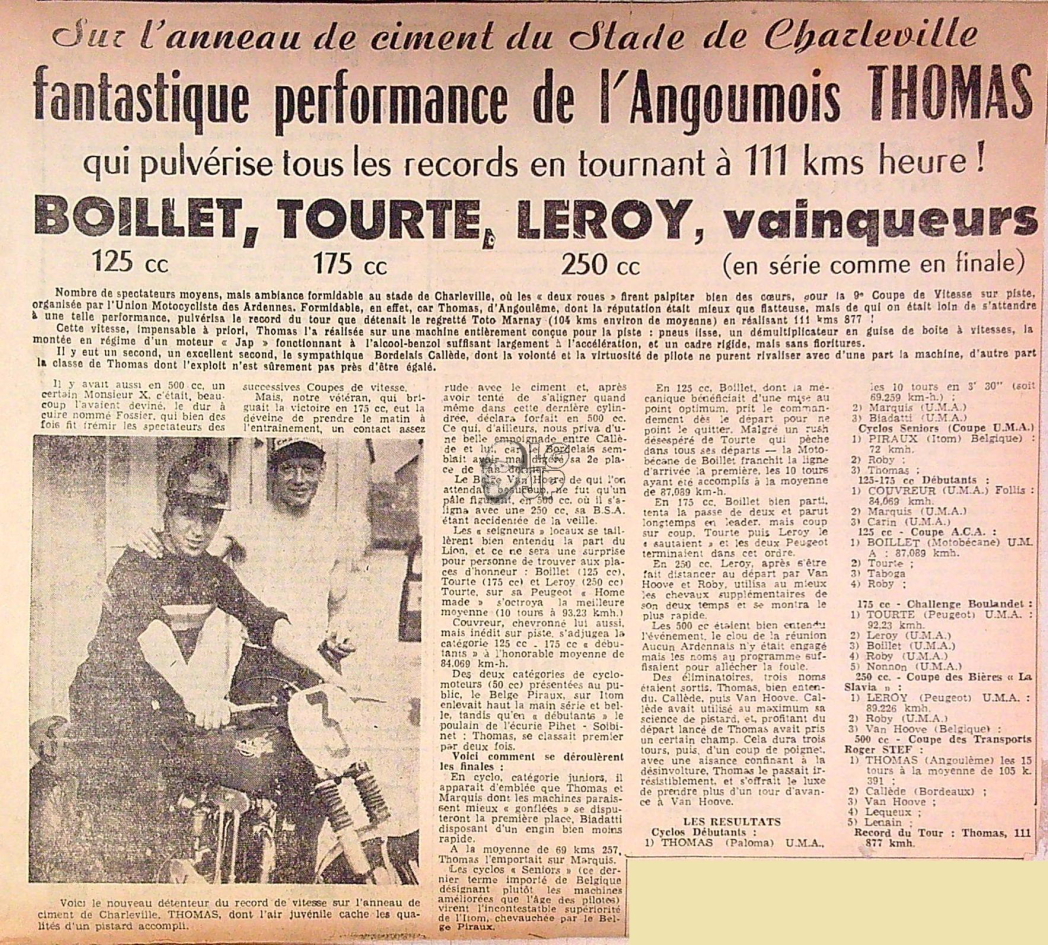 Sur l'anneau de ciment du Stade de Charleville
fantastique performance de l'Angoumois THOMAS
qui pulvérise tous les records en tournant à 111 kms heure !
BOILLET, TOURTE, LEROY, vainqueurs
125 cc 175 cc 250 cc (en série comme en finale)
Nombre de spectateurs moyens, mais ambiance formidable au stade de Charleville, où les « deux roues » firent palpiter bien des cœurs, pour la 9e Coupe de Vitesse sur piste,
organisée par l'Union Motocycliste des Ardennes. Formidable, en effet, car Thomas, d'Angoulême, dont la réputation était mieux que flatteuse, mais de qui on était loin de s'attendre
à une telle performance, pulvérisa le record du tour que détenait le regretté Toto Marnay (104 kms environ de moyenne) en réalisant 111 kms 877 !
Cette vitesse, impensable à priori, Thomas l'a réalisée sur une machine entièrement conçue pour la piste : pneus lisse, un démultiplicateur en guise de boîte à vitesses, la
montée en régime d'un moteur « Jap » fonctionnant à l'alcool-benzol suffisant largement à l'accélération, et un cadre rigide, mais sans fioritures.
Il y eut un second, un excellent second, le sympathique Bordelais Callède, dont la volonté et la virtuosité de pilote ne purent rivaliser avec d'une part la machine, d'autre part
la classe de Thomas dont l'exploit n'est sûrement pas près d'être égalé.
Il y avait aussi en 500 cc, un
certain Monsieur X. c'était, beau-
coup l'avaient deviné, le dur à
cuire nommé Fossier, qui bien des
fois fit frémir les spectateurs des
successives Coupes de vitesse.
Mais, notre vétéran, qui bri-
guait la victoire en 175 cc, eut la
déveine de prendre le matin à
l'entraînement, un contact assez
Voici le nouveau détenteur du record de vitesse sur l'anneau de
ciment de Charleville, THOMAS, dont l'air juvénile cache les qua-
lités d'un pistard accompli.
rude avec le ciment et, après
avoir tenté de s'aligner quand
même dans cette dernière cylin-
dre, déclara forfait en 500 cc.
Ce qui, d'ailleurs, nous priva d'u-
ne belle empoignade entre Callè-
de et lui, car le Bordelais sem-
blait sa 2e pla-
ce de
Le de qui l'on
attendait ne fut qu'un
pâle figurant, en 500 cc, où il s'a-
ligna avec une 250, sa B.S.A.
étant accidentée de la veille.
Les « seigneurs » locaux se tail-
lèrent bien entendu la part du
Lion, et ce ne sera une surprise
pour personne de trouver aux pla-
ces d'honneur : Boillet (125 cc),
Tourte (175 cc) et Leroy (250 cc)
Tourte, sur sa Peugeot « Home
made » s'octroya la meilleure
moyenne (10 tours à 93.23 kmh.)
Couvreur, chevronné lui aussi,
mais inédit sur piste, s'adjugea la
catégorie 125 cc - 175 cc « débu-
tants » à l'honorable moyenne de
84.069 km-h.
Des deux catégories de cyclo-
moteurs (50 cc) présentées au pu-
blic, le Belge Piraux, sur Itom
enlevait haut la main série et bel-
le, tandis qu'en « débutants » le
poulain de l'écurie Pihet - Solbi-
net : Thomas, se classait premier
par deux fois.
Voici comment se déroulèrent
les finales :
En cyclo, catégorie juniors, il
apparaît d'emblée que Thomas et
Marquis dont les machines parais-
sent mieux « gonflées » se dispu-
teront la première place, Biadatti
disposant d'un engin bien moins
rapide.
A la moyenne de 69 kms 257,
Thomas l'emportait sur Marquis.
Les cyclos « Seniors » (ce der-
nier terme importé de Belgique
désignant plutôt les machines
améliorées que l'âge des pilotes)
virent l'incontestable supériorité
de l'Itom, chevauchée par le Bel-
ge Piraux.
En 125 cc, Boillet, dont la mé-
canique bénéficiait d'une mise au
point optimum, prit le comman-
dement dès le départ pour ne
point le quitter. Malgré un rush
désespéré de Tourte qui pèche
dans tous ses départs — la Moto-
bécane de Boillet franchit la ligne
d'arrivée la première, les 10 tours
ayant été accomplis à la moyenne
de 87,089 km-h.
En 175 cc, Boillet bien parti,
tenta la passe de deux et parut
longtemps en leader, mais coup
sur coup, Tourte puis Leroy le
« sautaient » et les deux Peugeot
terminaient dans cet ordre.
En 250 cc, Leroy, après s'être
fait distancer au départ par Van
Hoove et Roby, utilisa au mieux
les chevaux supplémentaires de
son deux temps et se montra le
plus rapide.
Les 500 cc étaient bien entendu
l'événement, le clou de la réunion
Aucun Ardennais n'y était engagé
mais les noms au programme suf-
fisaient pour allécher la foule.
Des éliminatoires, trois noms
étaient sortis, Thomas, bien enten-
du, Callède, puis Van Hoove. Cal-
lède avait utilisé au maximum sa
science de pistard, et, profitant du
départ lancé de Thomas avait pris
un certain champ. Cela dura trois
tours, puis, d'un coup de poignet,
avec une aisance confinant à la
désinvolture, Thomas le passait ir-
résistiblement, et s'offrait le luxe
de prendre plus d'un tour d'avan-
ce à Van Hoove.
LES RESULTATS
Cyclos Débutants :
1) THOMAS (Paloma) U.M.A.,
les 10 tours en 3' 30" (soit
69.259 km-h.) ;
2) Marquis (U.M.A.)
3) Biadatti (U.M.A.)
Cyclos Seniors (Coupe U.M.A.)
1) PIRAUX (Itom) Belgique) :
72 kmh.
2) Roby ;
3) Thomas ;
125-175 cc Débutants :
1) COUVREUR (U.M.A.) Follis :
84.069 kmh.
2) Marquis (U.M.A.)
3) Carin (U.M.A.)
125 cc - Coupe A.C.A. :
1) BOILLET (Motobécane) U.M.
A : 87.089 kmh.
2) Tourte ;
3) Taboga
4) Roby ;
175 cc - Challenge Boulandet :
1) TOURTE (Peugeot) U.M.A. :
92.23 kmh.
2) Leroy (U.M.A.)
3) Boillet (U.M.A.)
4) Roby (U.M.A.)
5) Nonnon (U.M.A.)
250 cc. - Coupe des Bières « La
Slavia » :
1) LEROY (Peugeot) U.M.A. :
89.226 kmh.
2) Roby (U.M.A.)
3) Van Hoove (Belgique) :
500 cc - Coupe des Transports
Roger STEF :
1) THOMAS (Angoulême) les 15
tours à la moyenne de 105 k.
391 ;
2) Callède (Bordeaux) ;
3) Van Hoove ;
4) Lequeux ;
5) Lenain ;
Record du Tour : Thomas, 111
877 kmh.